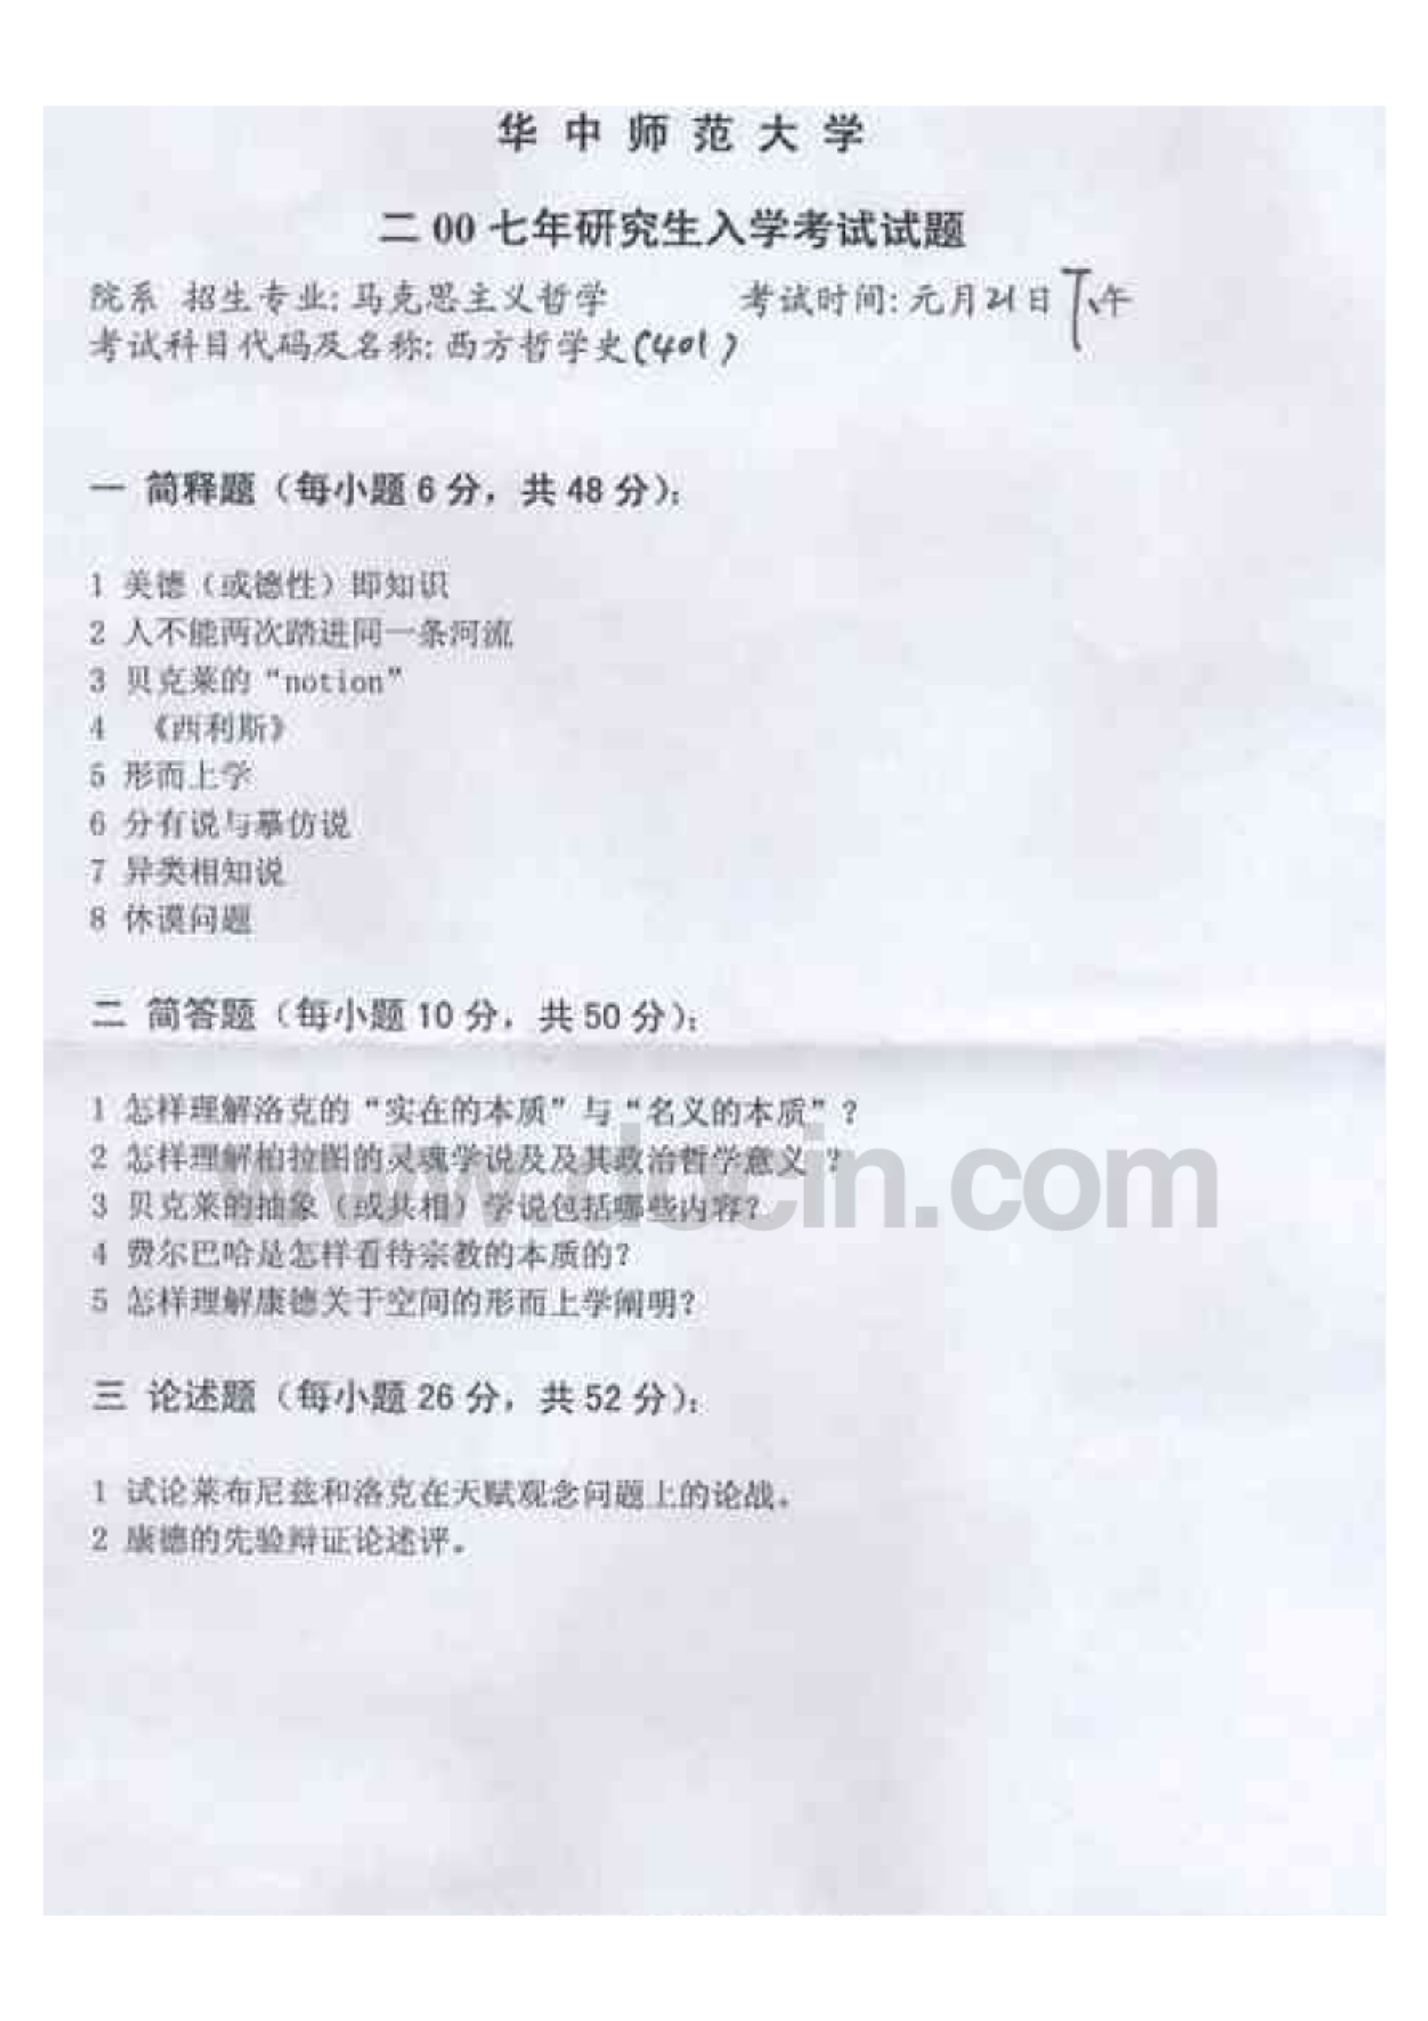 华中师范大学
二00七年研究生入学考试试题
院系 招生专业:马克思主义哲学 考试时间:元月21日下午
考试科目代码及名称:西方哲学史(401)
一 简释题（每小题6分，共48分）：
1 美德（或德性）即知识
2 人不能两次踏进同一条河流
3 贝克莱的“notion”
4 《西利斯》
5 形而上学
6 分有说与摹仿说
7 异类相知说
8 休谟问题
二 简答题（每小题10分，共50分）：
1 怎样理解洛克的“实在的本质”与“名义的本质”？
2 怎样理解柏拉图的灵魂学说及及其政治哲学意义 ？
3 贝克莱的抽象（或共相）学说包括哪些内容？
4 费尔巴哈是怎样看待宗教的本质的？
5 怎样理解康德关于空间的形而上学阐明？
www.docin.com
三 论述题（每小题26分，共52分）：
1 试论莱布尼兹和洛克在天赋观念问题上的论战。
2 康德的先验辩证论述评。